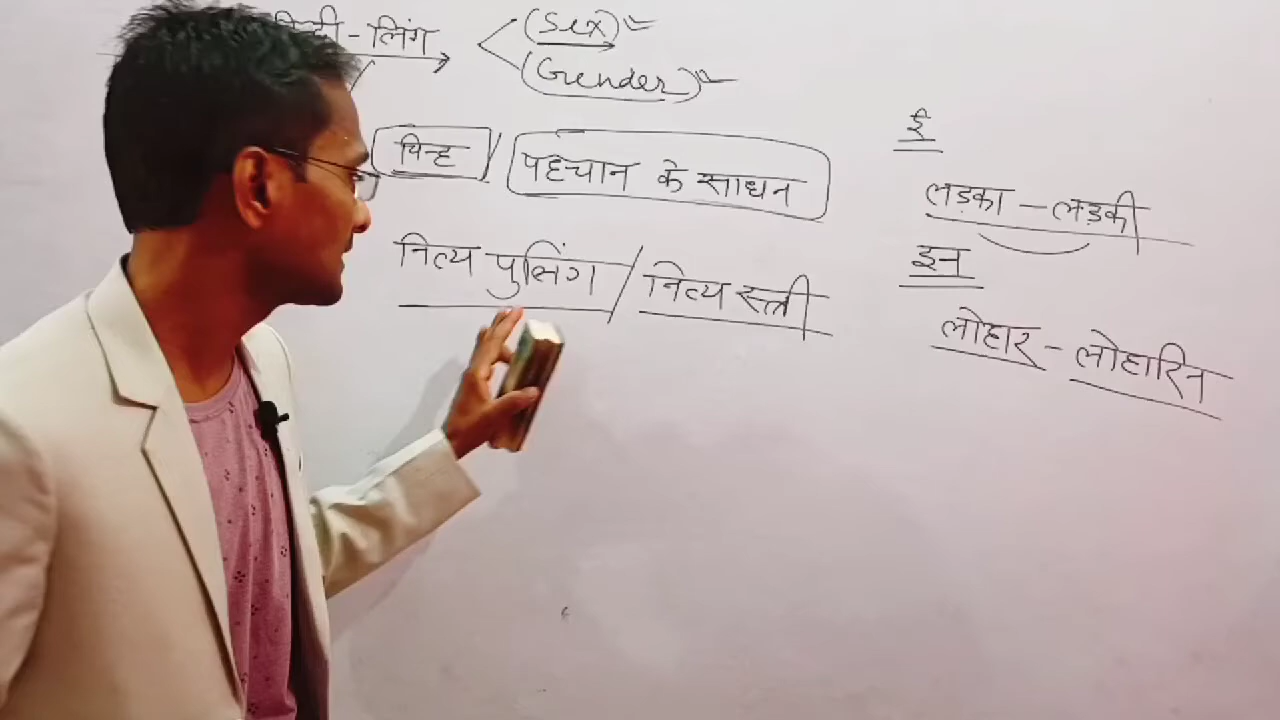 - लिंग
(Sex)
(Gender)
चिन्ह / पहचान के साधन
नित्य पुलिंग / नित्य स्त्री
ई
लड़का - लड़की
इन
लोहार - लोहारिन